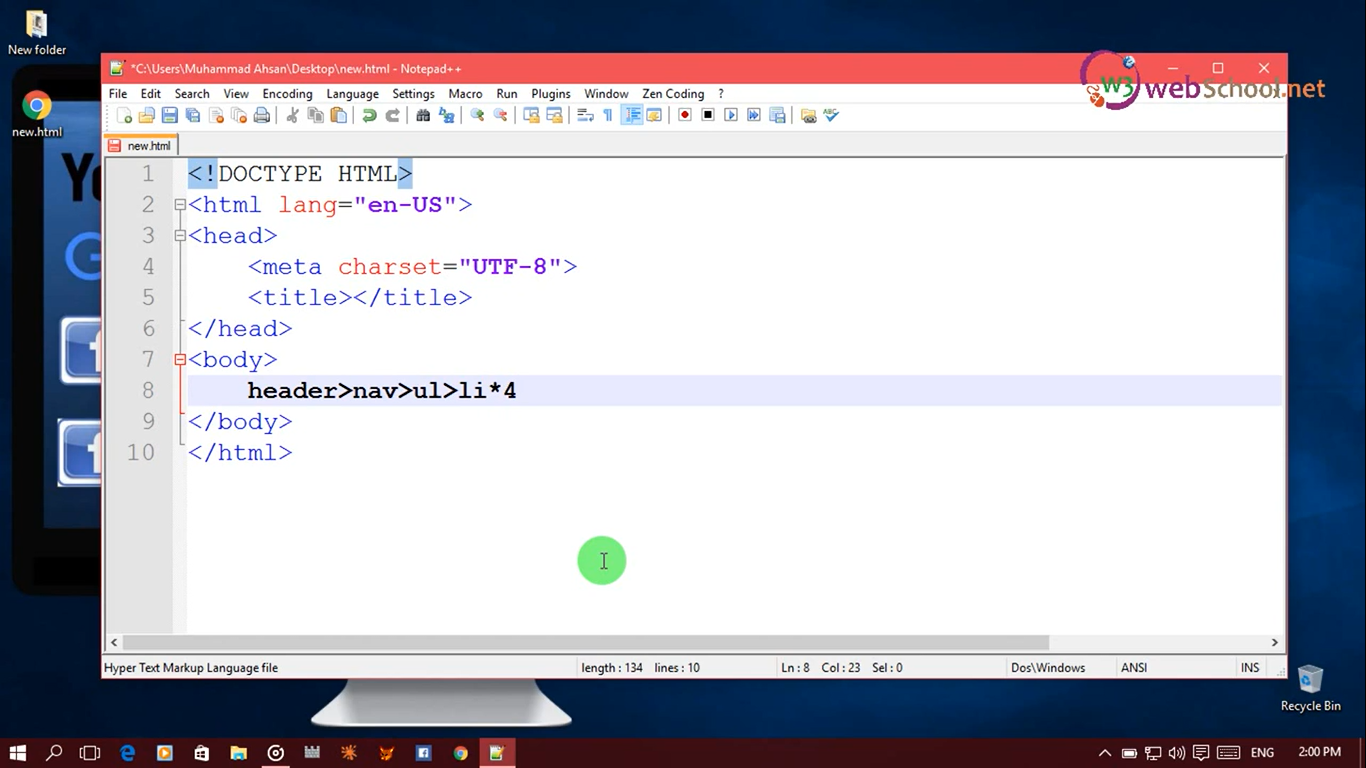 New folder
new.html
Yo
*C:\Users\Muhammad Ahsan\Desktop\new.html - Notepad++
W3 webSchool.net
File Edit Search View Encoding Language Settings Macro Run Plugins Window Zen Coding ?
new.html
1 <!DOCTYPE HTML>
2 <html lang="en-US">
3 <head>
4 <meta charset="UTF-8">
5 <title></title>
6 </head>
7 <body>
8 header>nav>ul>li*4
9 </body>
10 </html>
Hyper Text Markup Language file length : 134 lines : 10 Ln : 8 Col : 23 Sel : 0 Dos\Windows ANSI INS
Recycle Bin
ENG 2:00 PM